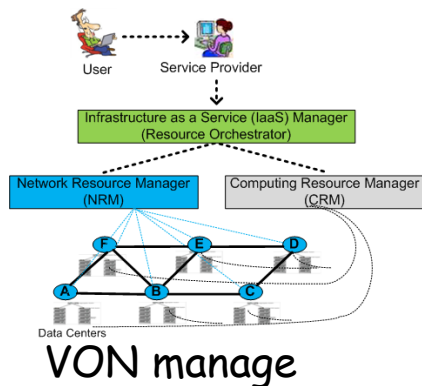 User
Service Provider
Infrastructure as a Service (IaaS) Manager
(Resource Orchestrator)
Network Resource Manager
(NRM)
Computing Resource Manager
(CRM)
F
E
D
A
B
C
Data Centers
VON manage